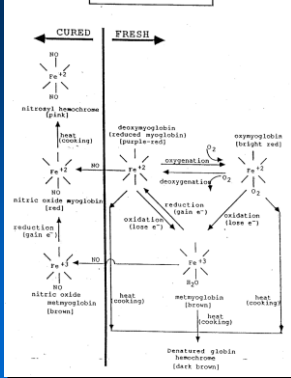 CURED FRESH
NO
Fe+2
NO
nitrosyl hemochrome
[pink]
heat
(cooking)
deoxymyoglobin
(reduced myoglobin)
[purple-red]
oxymyoglobin
[bright red]
O2
oxygenation
Fe+2
NO
Fe+2
Fe+2
deoxygenation
O2
O2
NO
nitric oxide myoglobin
[red]
reduction
(gain e-)
oxidation
(lose e-)
oxidation
(lose e-)
reduction
(gain e-)
Fe+3
NO
NO
Fe+3
H2O
nitric oxide
metmyoglobin
[brown]
heat
(cooking)
metmyoglobin
[brown]
heat
(cooking)
heat
(cooking)
Denatured globin
hemochrome
[dark brown]